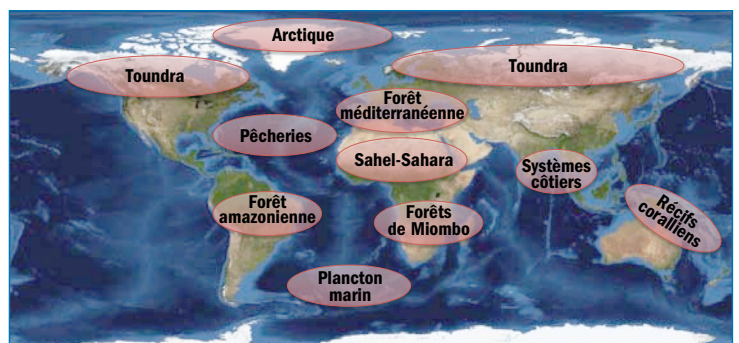 Arctique
Toundra
Toundra
Forêt
méditerranéenne
Pêcheries
Sahel-Sahara
Systèmes
côtiers
Forêt
amazonienne
Forêts
de Miombo
Récifs
coralliens
Plancton
marin